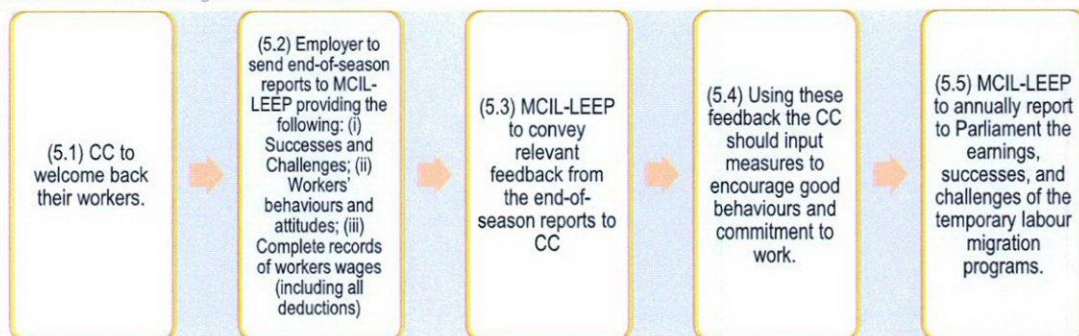 (5.1) CC to
welcome back
their workers.
(5.2) Employer to
send end-of-season
reports to MCIL-
LEEP providing the
following: (i)
Successes and
Challenges; (ii)
Workers'
behaviours and
attitudes; (iii)
Complete records
of workers wages
(including all
deductions)
(5.3) MCIL-LEEP
to convey
relevant
feedback from
the end-of-
season reports to
CC
(5.4) Using these
feedback the CC
should input
measures to
encourage good
behaviours and
commitment to
work.
(5.5) MCIL-LEEP
to annually report
to Parliament the
earnings,
successes, and
challenges of the
temporary labour
migration
programs.